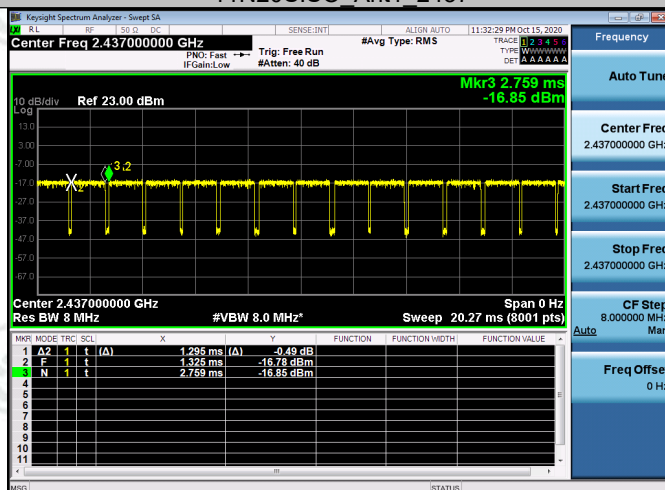 Keysight Spectrum Analyzer - Swept SA
RL RF 50 Ω DC SENSE:INT ALIGN AUTO 11:32:29 PM Oct 15, 2020
Center Freq 2.437000000 GHz
PNO: Fast
IFGain:Low
Trig: Free Run
#Atten: 40 dB
#Avg Type: RMS
TRACE 1 2 3 4 5 6
TYPE
DET A A A A A A
Frequency
Mkr3 2.759 ms
-16.85 dBm
10 dB/div Ref 23.00 dBm
Log
13.0
3.00
-7.00
-17.0
-27.0
-37.0
-47.0
-57.0
-67.0
Center 2.437000000 GHz Span 0 Hz
Res BW 8 MHz #VBW 8.0 MHz* Sweep 20.27 ms (8001 pts)
MKR MODE TRC SCL X Y FUNCTION FUNCTION WIDTH FUNCTION VALUE
1 Δ2 1 t (Δ) 1.295 ms (Δ) -0.49 dB
2 F 1 t 1.325 ms -16.78 dBm
3 N 1 t 2.759 ms -16.85 dBm
4
5
6
7
8
9
10
11
MSG STATUS
Auto Tune
Center Freq
2.437000000 GHz
Start Freq
2.437000000 GHz
Stop Freq
2.437000000 GHz
CF Step
8.000000 MHz
Auto Man
Freq Offset
0 Hz